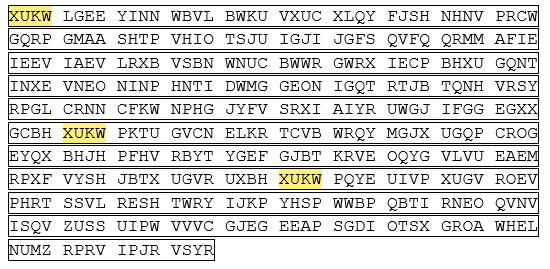 XUKW LGEE YINN WBVL BWKU VXUC XLQY FJSH NHNV PRCW
GQRP GMAA SHTP VHIO TSJU IGJI JGFS QVFQ QRMM AFIE
IEEV IAEV LRXB VSBN WNUC BWWR GWRX IECP BHXU GQNT
INXE VNEO NINP HNTI DWMG GEON IGQT RTJB TQNH VRSY
RPGL CRNN CFKW NPHG JYFV SRXI AIYR UWGJ IFGG EGXX
GCBH XUKW PKTU GVCN ELKR TCVB WRQY MGJX UGQP CROG
EYQX BHJH PFHV RBYT YGEF GJBT KRVE OQYG VLVU EAEM
RPXF VYSH JBTX UGVR UXBH XUKW PQYE UIVP XUGV ROEV
PHRT SSVL RESH TWRY IJKP YHSP WWBP QBTI RNEO QVNV
ISQV ZUSS UIPW VVVC GJEG EEAP SGDI OTSX GROA WHEL
NUMZ RPRV IPJR VSYR